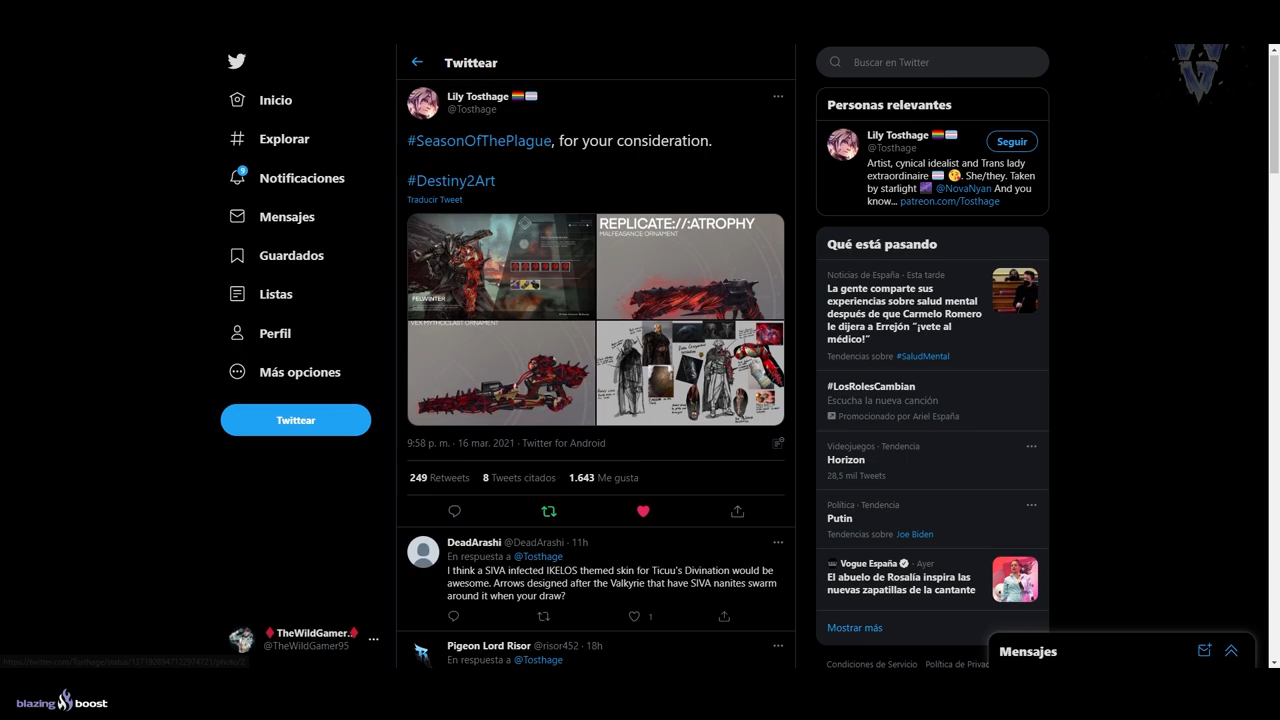 Inicio
Explorar
9
Notificaciones
Mensajes
Guardados
Listas
Perfil
Más opciones
Twittear
TheWildGamer..
@TheWildGamer95
Twittear
Lily Tosthage
@Tosthage
#SeasonOfThePlague, for your consideration.
#Destiny2Art
Traducir Tweet
FELWINTER
REPLICATE://:ATROPHY
MALFEASANCE ORNAMENT
VEX MYTHOCLAST ORNAMENT
9:58 p. m. · 16 mar. 2021 · Twitter for Android
249 Retweets 8 Tweets citados 1.643 Me gusta
DeadArashi @DeadArashi · 11h
En respuesta a @Tosthage
I think a SIVA infected IKELOS themed skin for Ticuu's Divination would be
awesome. Arrows designed after the Valkyrie that have SIVA nanites swarm
around it when your draw?
1
Pigeon Lord Risor @risor452 · 18h
En respuesta a @Tosthage
Buscar en Twitter
Personas relevantes
Lily Tosthage
@Tosthage
Seguir
Artist, cynical idealist and Trans lady
extraordinaire . She/they. Taken
by starlight @NovaNyan And you
know... patreon.com/Tosthage
Qué está pasando
Noticias de España · Esta tarde
La gente comparte sus
experiencias sobre salud mental
después de que Carmelo Romero
le dijera a Errejón "¡vete al
médico!"
Tendencias sobre #SaludMental
#LosRolesCambian
Escucha la nueva canción
Promocionado por Ariel España
Videojuegos · Tendencia
Horizon
28,5 mil Tweets
Política · Tendencia
Putin
Tendencias sobre Joe Biden
Vogue España · Ayer
El abuelo de Rosalía inspira las
nuevas zapatillas de la cantante
Mostrar más
Condiciones de Servicio Política de Privac
Mensajes
blazing boost